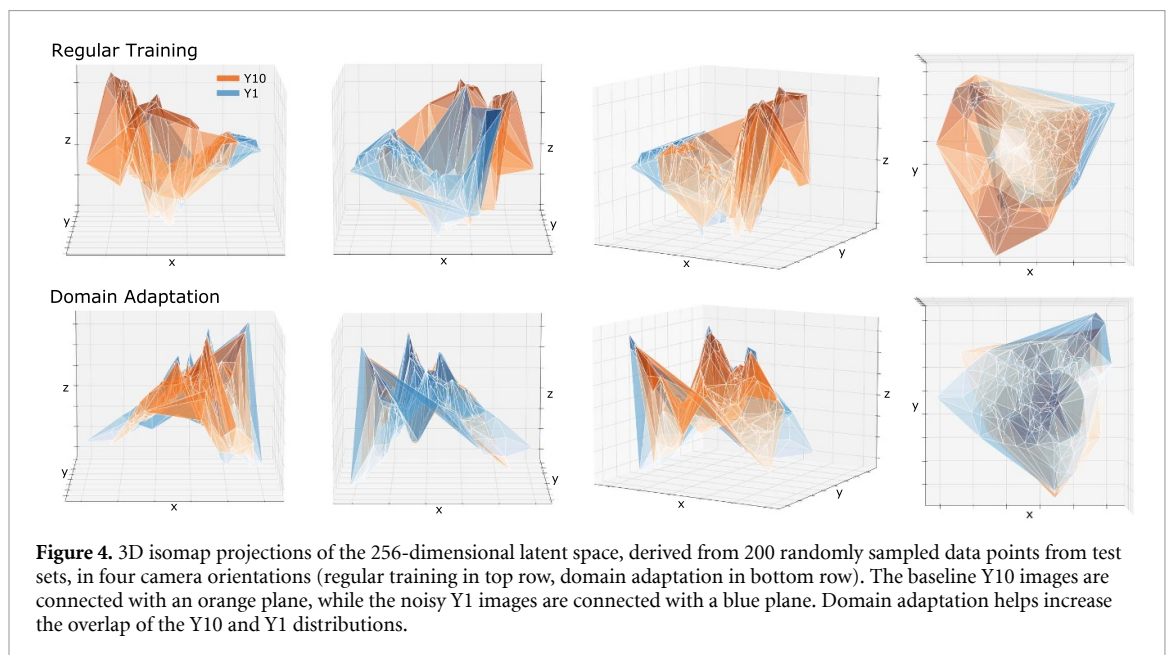 Regular Training
Y10
Y1
z
y
x
z
y
x
z
y
x
y
x
Domain Adaptation
z
y
x
z
y
x
z
y
x
y
x
Figure 4. 3D isomap projections of the 256-dimensional latent space, derived from 200 randomly sampled data points from test
sets, in four camera orientations (regular training in top row, domain adaptation in bottom row). The baseline Y10 images are
connected with an orange plane, while the noisy Y1 images are connected with a blue plane. Domain adaptation helps increase
the overlap of the Y10 and Y1 distributions.